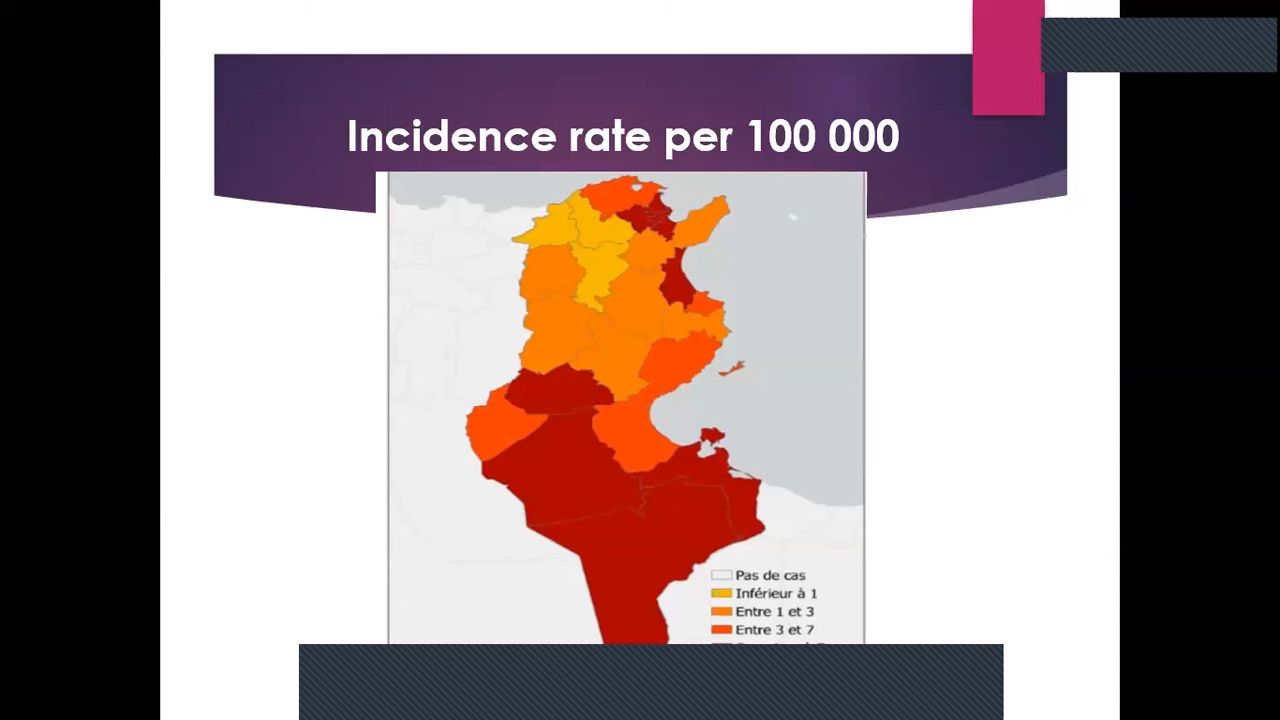 Incidence rate per 100 000
Pas de cas
Inférieur à 1
Entre 1 et 3
Entre 3 et 7